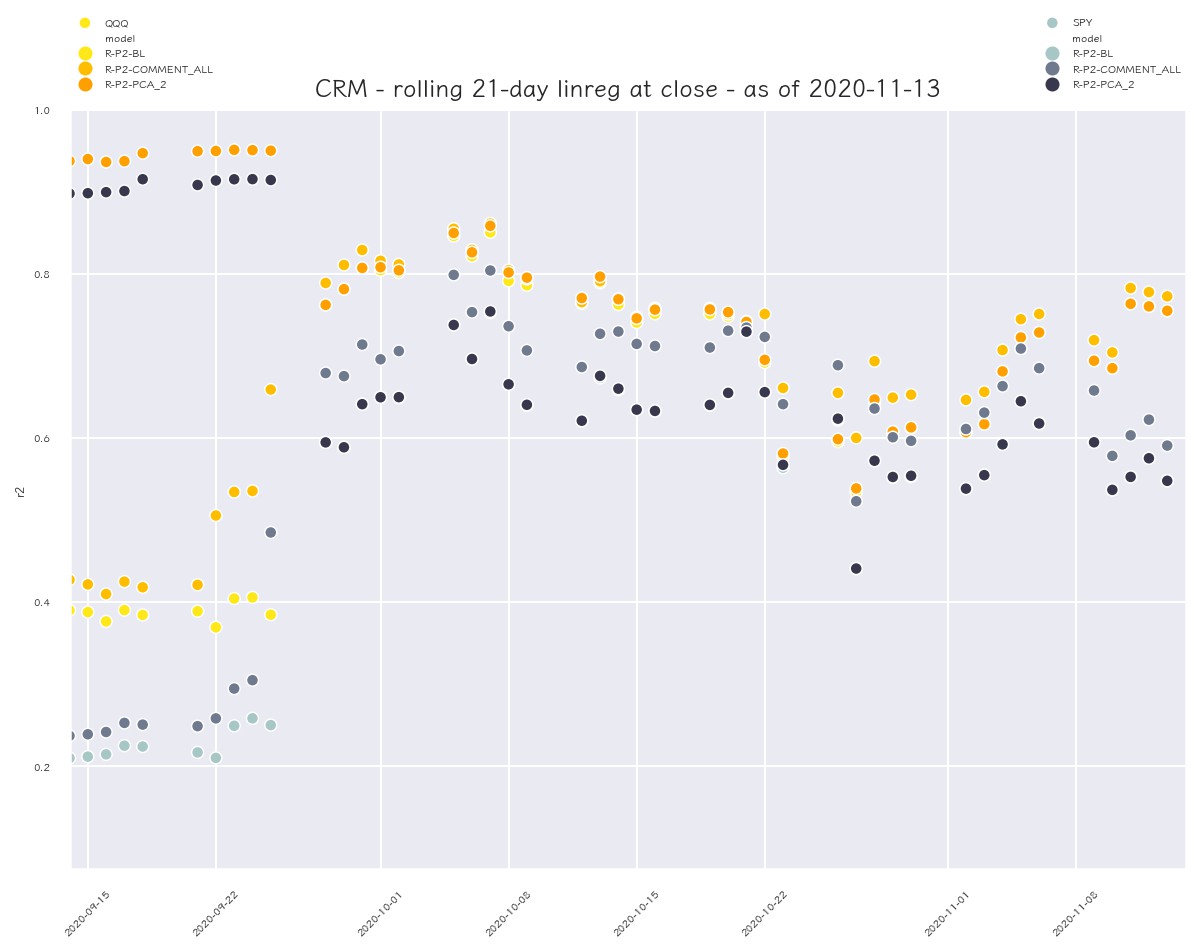 QQQ
model
R-P2-BL
R-P2-COMMENT_ALL
R-P2-PCA_2
SPY
model
R-P2-BL
R-P2-COMMENT_ALL
R-P2-PCA_2
CRM - rolling 21-day linreg at close - as of 2020-11-13
1.0
0.8
0.6
0.4
0.2
r2
2020-09-15
2020-09-22
2020-10-01
2020-10-08
2020-10-15
2020-10-22
2020-11-01
2020-11-08